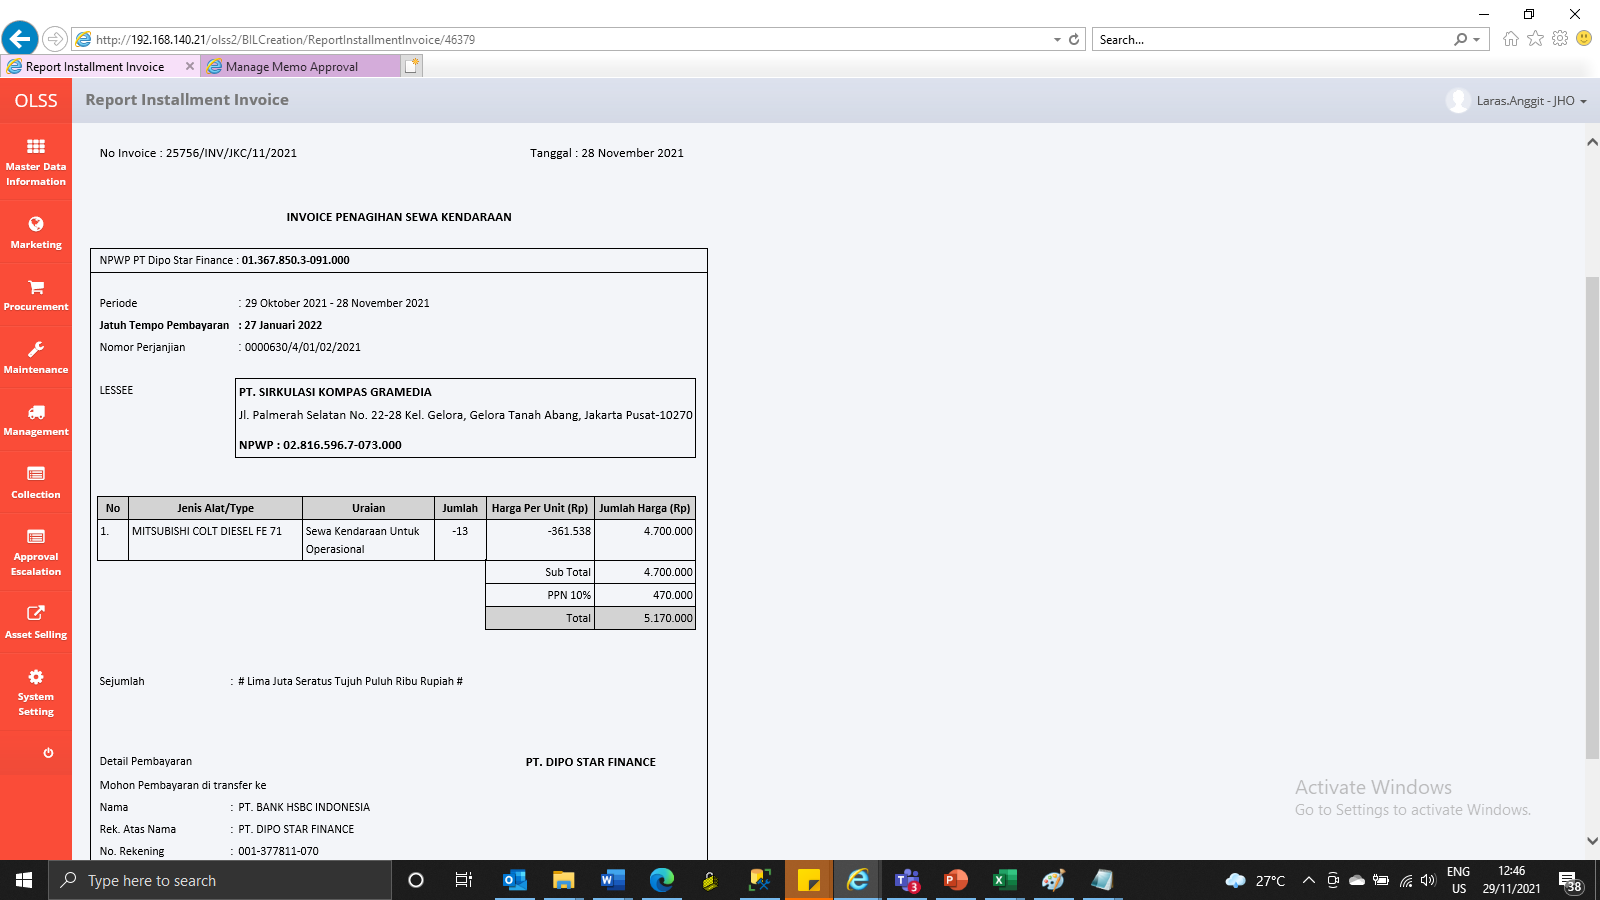 http://192.168.140.21/olss2/BILCreation/ReportInstallmentInvoice/46379
Search...
Report Installment Invoice
Manage Memo Approval
OLSS
Report Installment Invoice
Laras.Anggit - JHO
Master Data
Information
Marketing
Procurement
Maintenance
Management
Collection
Approval
Escalation
Asset Selling
System
Setting
No Invoice : 25756/INV/JKC/11/2021
Tanggal : 28 November 2021
INVOICE PENAGIHAN SEWA KENDARAAN
NPWP PT Dipo Star Finance : 01.367.850.3-091.000
Periode : 29 Oktober 2021 - 28 November 2021
Jatuh Tempo Pembayaran : 27 Januari 2022
Nomor Perjanjian : 0000630/4/01/02/2021
LESSEE
PT. SIRKULASI KOMPAS GRAMEDIA
Jl. Palmerah Selatan No. 22-28 Kel. Gelora, Gelora Tanah Abang, Jakarta Pusat-10270
NPWP : 02.816.596.7-073.000
No Jenis Alat/Type Uraian Jumlah Harga Per Unit (Rp) Jumlah Harga (Rp)
1. MITSUBISHI COLT DIESEL FE 71 Sewa Kendaraan Untuk -13 -361.538 4.700.000
Operasional
Sub Total 4.700.000
PPN 10% 470.000
Total 5.170.000
Sejumlah : # Lima Juta Seratus Tujuh Puluh Ribu Rupiah #
Detail Pembayaran
PT. DIPO STAR FINANCE
Mohon Pembayaran di transfer ke
Nama : PT. BANK HSBC INDONESIA
Rek. Atas Nama : PT. DIPO STAR FINANCE
No. Rekening : 001-377811-070
Activate Windows
Go to Settings to activate Windows.
Type here to search
3
27°C
ENG
US
12:46
29/11/2021
38